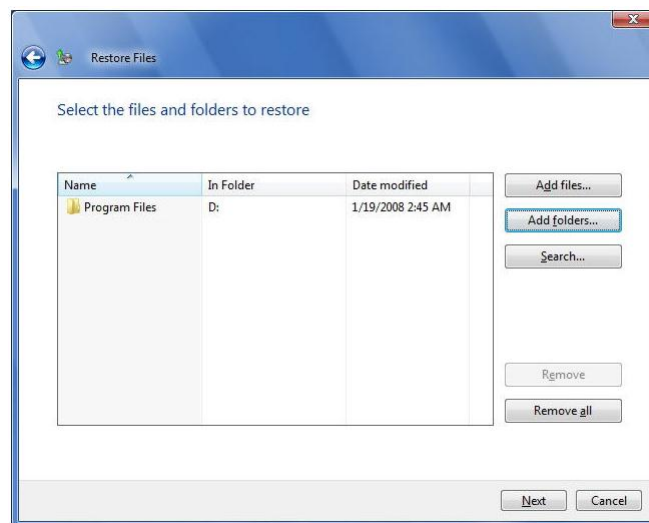 Restore Files
Select the files and folders to restore
Name In Folder Date modified
Program Files D: 1/19/2008 2:45 AM
Add files...
Add folders...
Search...
Remove
Remove all
Next Cancel